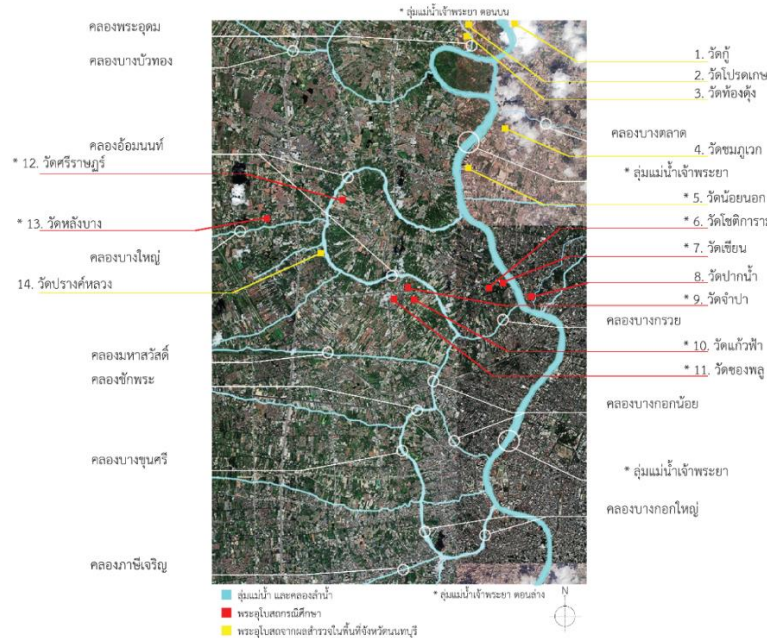 * ลุ่มแม่น้ำเจ้าพระยา ตอนบน
คลองพระอุดม
คลองบางบัวทอง
คลองอ้อมนนท์
* 12. วัดศรีราษฎร์
* 13. วัดหลังบาง
คลองบางใหญ่
14. วัดปรางค์หลวง
คลองมหาสวัสดิ์
คลองชักพระ
คลองบางขุนศรี
คลองภาษีเจริญ
1. วัดกู้
2. วัดโปรดเกษ
3. วัดท้องคุ้ง
คลองบางตลาด
4. วัดชมภูเวก
* ลุ่มแม่น้ำเจ้าพระยา
* 5. วัดน้อยนอก
* 6. วัดโชติการาม
* 7. วัดเขียน
8. วัดปากน้ำ
* 9. วัดจำปา
คลองบางกรวย
* 10. วัดแก้วฟ้า
* 11. วัดซองพลู
คลองบางกอกน้อย
* ลุ่มแม่น้ำเจ้าพระยา
คลองบางกอกใหญ่
ลุ่มแม่น้ำ และคลองลำน้ำ
* ลุ่มแม่น้ำเจ้าพระยา ตอนล่าง
N
พระอุโบสถกรณีศึกษา
พระอุโบสถจากผลสำรวจในพื้นที่จังหวัดนนทบุรี